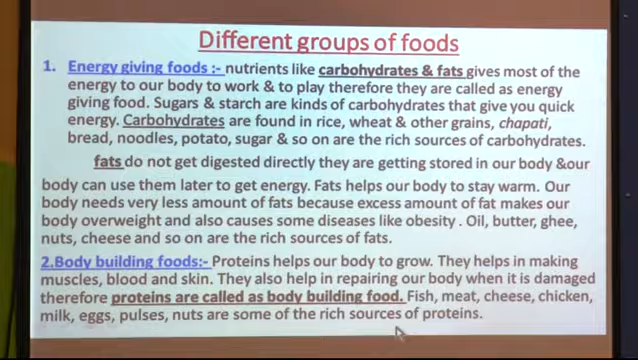 Different groups of foods
1. Energy giving foods :- nutrients like carbohydrates & fats gives most of the
energy to our body to work & to play therefore they are called as energy
giving food. Sugars & starch are kinds of carbohydrates that give you quick
energy. Carbohydrates are found in rice, wheat & other grains, chapati,
bread, noodles, potato, sugar & so on are the rich sources of carbohydrates.
fats do not get digested directly they are getting stored in our body &our
body can use them later to get energy. Fats helps our body to stay warm. Our
body needs very less amount of fats because excess amount of fat makes our
body overweight and also causes some diseases like obesity . Oil, butter, ghee,
nuts, cheese and so on are the rich sources of fats.
2.Body building foods:- Proteins helps our body to grow. They helps in making
muscles, blood and skin. They also help in repairing our body when it is damaged
therefore proteins are called as body building food. Fish, meat, cheese, chicken,
milk, eggs, pulses, nuts are some of the rich sources of proteins.